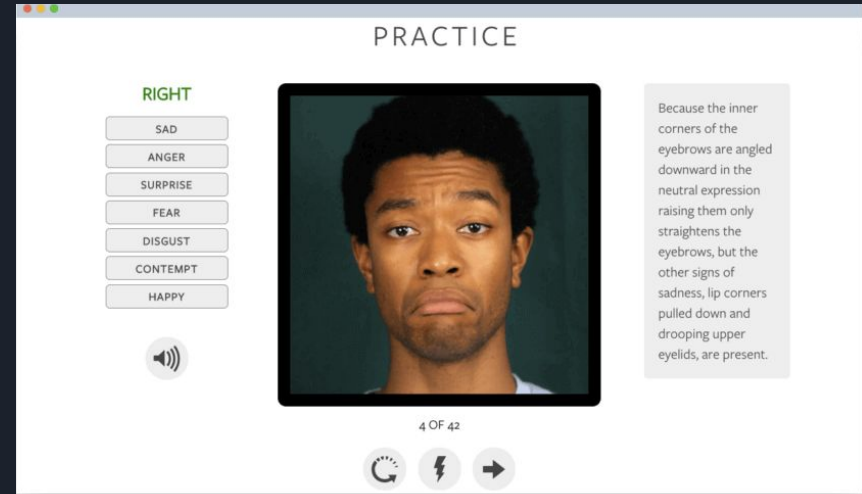 PRACTICE
RIGHT
SAD
ANGER
SURPRISE
FEAR
DISGUST
CONTEMPT
HAPPY
Because the inner
corners of the
eyebrows are angled
downward in the
neutral expression
raising them only
straightens the
eyebrows, but the
other signs of
sadness, lip corners
pulled down and
drooping upper
eyelids, are present.
4 OF 42